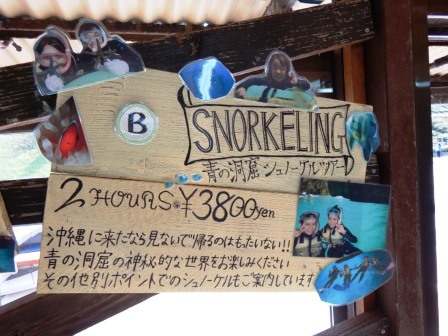 B
SNORKELING
青の洞窟・シュノーケルツアー
2 HOURS ¥3800yen
沖縄に来たなら見ないで帰るのはもったいない!!
青の洞窟の神秘的な世界をお楽しみください
その他別ポイントでのシュノーケルもご案内しています